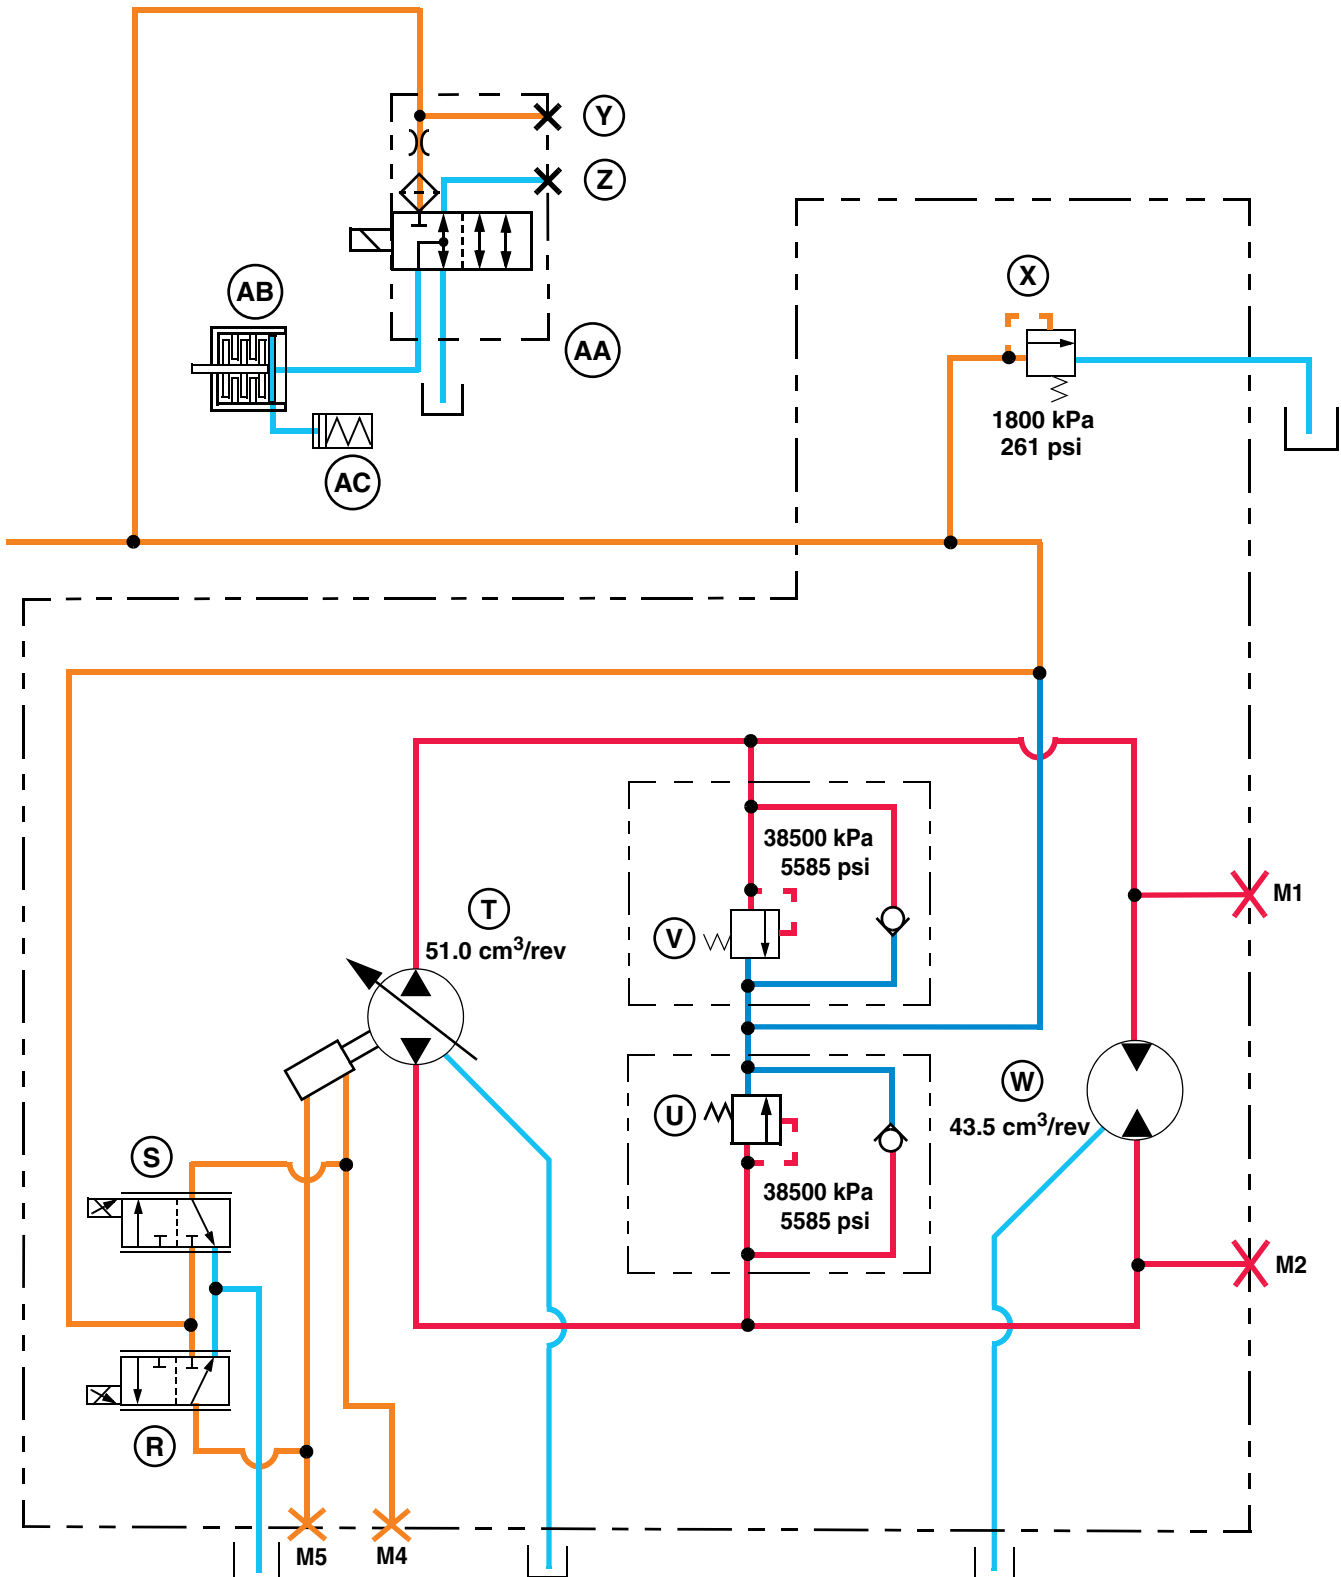 Y
Z
X
AB
AA
1800 kPa
261 psi
AC
38500 kPa
5585 psi
M1
T
51.0 cm³/rev
V
W
43.5 cm³/rev
U
S
38500 kPa
5585 psi
M2
R
M5
M4